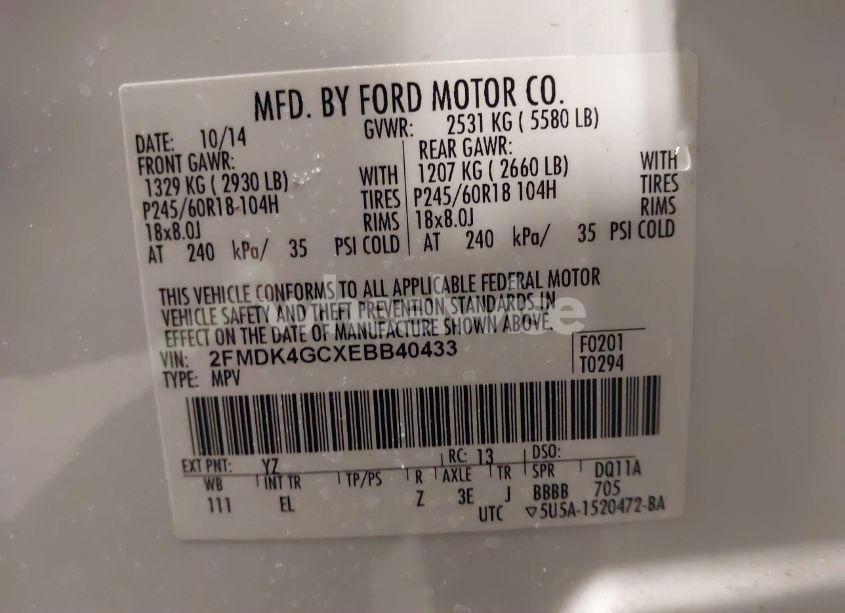 MFD. BY FORD MOTOR CO.
DATE: 10/14 GVWR: 2531 KG ( 5580 LB)
FRONT GAWR: REAR GAWR:
1329 KG ( 2930 LB) WITH 1207 KG ( 2660 LB) WITH
P245/60R18-104H TIRES P245/60R18 104H TIRES
18x8.0J RIMS 18x8.0J RIMS
AT 240 kPa/ 35 PSI COLD AT 240 kPa/ 35 PSI COLD
THIS VEHICLE CONFORMS TO ALL APPLICABLE FEDERAL MOTOR
VEHICLE SAFETY AND THEFT PREVENTION STANDARDS IN
EFFECT ON THE DATE OF MANUFACTURE SHOWN ABOVE.
VIN: 2FMDK4GCXEBB40433 F0201
TYPE: MPV T0294
EXT PNT: YZ RC: 13 DSO:
WB INT TR TP/PS R AXLE TR SPR DQ11A
111 EL Z 3E J BBBB 705
UTC ▽5U5A-1520472-BA